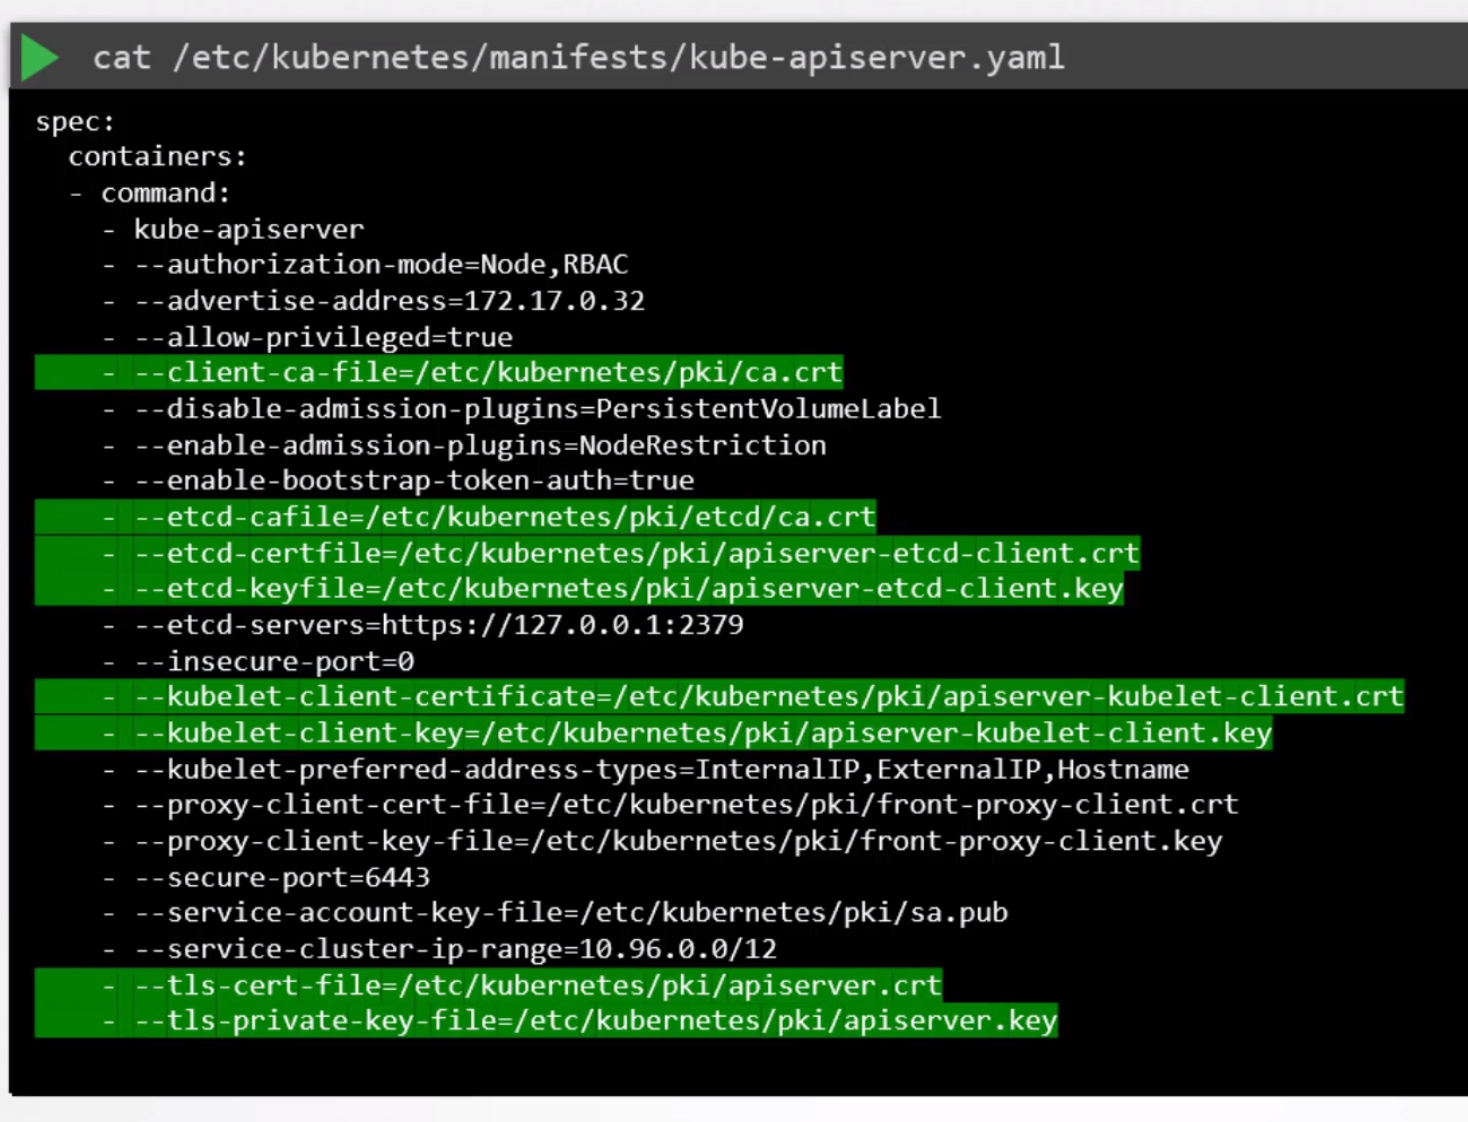 cat /etc/kubernetes/manifests/kube-apiserver.yaml
spec:
  containers:
  - command:
    - kube-apiserver
    - --authorization-mode=Node,RBAC
    - --advertise-address=172.17.0.32
    - --allow-privileged=true
    - --client-ca-file=/etc/kubernetes/pki/ca.crt
    - --disable-admission-plugins=PersistentVolumeLabel
    - --enable-admission-plugins=NodeRestriction
    - --enable-bootstrap-token-auth=true
    - --etcd-cafile=/etc/kubernetes/pki/etcd/ca.crt
    - --etcd-certfile=/etc/kubernetes/pki/apiserver-etcd-client.crt
    - --etcd-keyfile=/etc/kubernetes/pki/apiserver-etcd-client.key
    - --etcd-servers=https://127.0.0.1:2379
    - --insecure-port=0
    - --kubelet-client-certificate=/etc/kubernetes/pki/apiserver-kubelet-client.crt
    - --kubelet-client-key=/etc/kubernetes/pki/apiserver-kubelet-client.key
    - --kubelet-preferred-address-types=InternalIP,ExternalIP,Hostname
    - --proxy-client-cert-file=/etc/kubernetes/pki/front-proxy-client.crt
    - --proxy-client-key-file=/etc/kubernetes/pki/front-proxy-client.key
    - --secure-port=6443
    - --service-account-key-file=/etc/kubernetes/pki/sa.pub
    - --service-cluster-ip-range=10.96.0.0/12
    - --tls-cert-file=/etc/kubernetes/pki/apiserver.crt
    - --tls-private-key-file=/etc/kubernetes/pki/apiserver.key